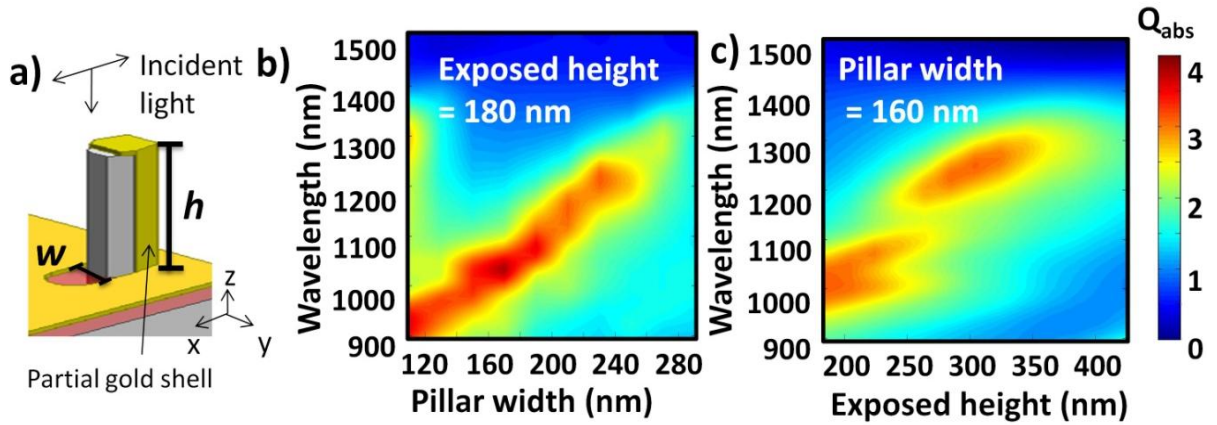 a)
Incident
light
w
h
z
x
y
Partial gold shell
b)
Exposed height
= 180 nm
Wavelength (nm)
1500
1400
1300
1200
1100
1000
900
120 160 200 240 280
Pillar width (nm)
c)
Pillar width
= 160 nm
Wavelength (nm)
1500
1400
1300
1200
1100
1000
900
200 250 300 350 400
Exposed height (nm)
Qabs
4
3
2
1
0